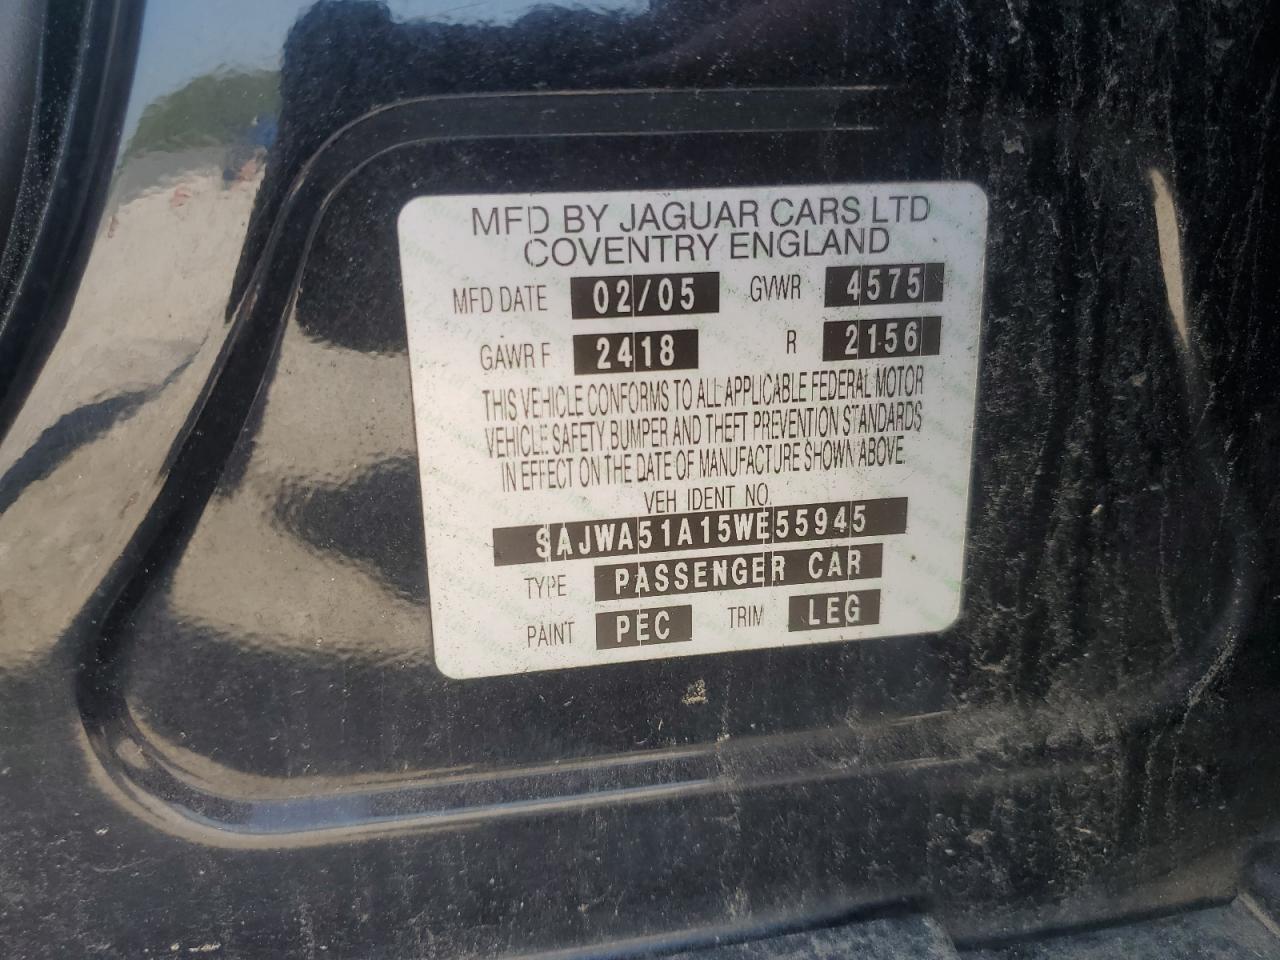 MFD BY JAGUAR CARS LTD
COVENTRY ENGLAND
MFD DATE 02/05 GVWR 4575
GAWR F 2418 R 2156
THIS VEHICLE CONFORMS TO ALL APPLICABLE FEDERAL MOTOR
VEHICLE SAFETY BUMPER AND THEFT PREVENTION STANDARDS
IN EFFECT ON THE DATE OF MANUFACTURE SHOWN ABOVE
VEH IDENT NO.
SAJWA51A15WE55945
TYPE PASSENGER CAR
PAINT PEC TRIM LEG